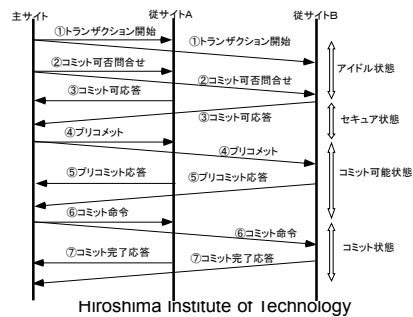 主サイト
従サイトA
従サイトB
①トランザクション開始
①トランザクション開始
②コミット可否問合せ
②コミット可否問合せ
アイドル状態
③コミット可応答
③コミット可応答
セキュア状態
④プリコメット
④プリコメット
コミット可能状態
⑤プリコミット応答
⑤プリコミット応答
⑥コミット命令
⑥コミット命令
コミット状態
⑦コミット完了応答
⑦コミット完了応答
Hiroshima Institute of Technology